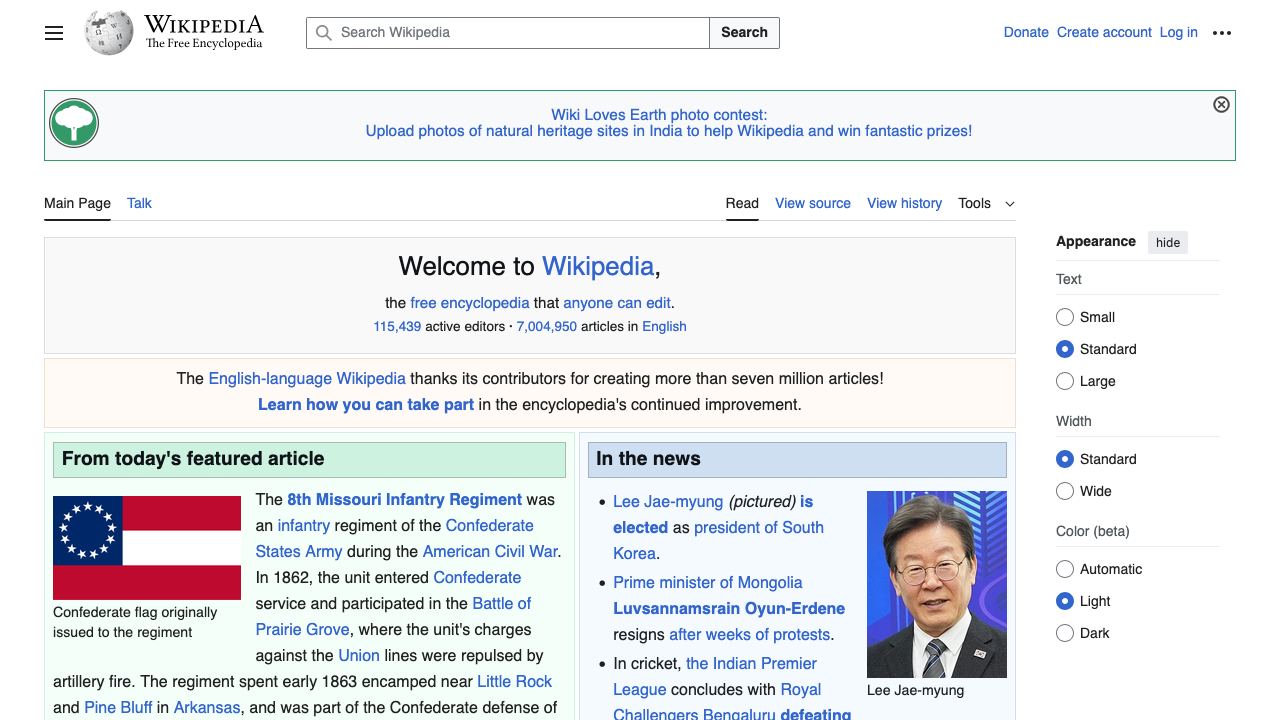 WIKIPEDIA
The Free Encyclopedia
Search Wikipedia
Search
Donate Create account Log in
Wiki Loves Earth photo contest:
Upload photos of natural heritage sites in India to help Wikipedia and win fantastic prizes!
Main Page Talk Read View source View history Tools
Welcome to Wikipedia,
the free encyclopedia that anyone can edit.
115,439 active editors · 7,004,950 articles in English
The English-language Wikipedia thanks its contributors for creating more than seven million articles!
Learn how you can take part in the encyclopedia's continued improvement.
From today's featured article
The 8th Missouri Infantry Regiment was
an infantry regiment of the Confederate
States Army during the American Civil War.
In 1862, the unit entered Confederate
service and participated in the Battle of
Prairie Grove, where the unit's charges
against the Union lines were repulsed by
artillery fire. The regiment spent early 1863 encamped near Little Rock
and Pine Bluff in Arkansas, and was part of the Confederate defense of
Confederate flag originally
issued to the regiment
In the news
• Lee Jae-myung (pictured) is
elected as president of South
Korea.
• Prime minister of Mongolia
Luvsannamsrain Oyun-Erdene
resigns after weeks of protests.
• In cricket, the Indian Premier
League concludes with Royal
Challengers Bengaluru defeating
Lee Jae-myung
Appearance hide
Text
Small
Standard
Large
Width
Standard
Wide
Color (beta)
Automatic
Light
Dark